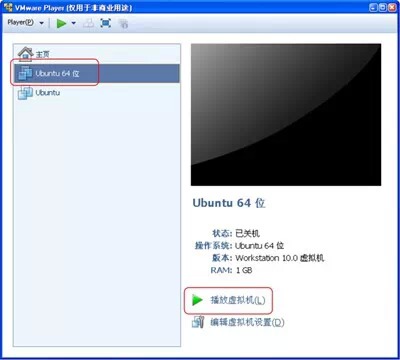 VMware Player (仅用于非商业用途)
Player(P)
主页
Ubuntu 64 位
Ubuntu
Ubuntu 64 位
状态: 已关机
操作系统: Ubuntu 64 位
版本: Workstation 10.0 虚拟机
RAM: 1 GB
播放虚拟机(L)
编辑虚拟机设置(D)